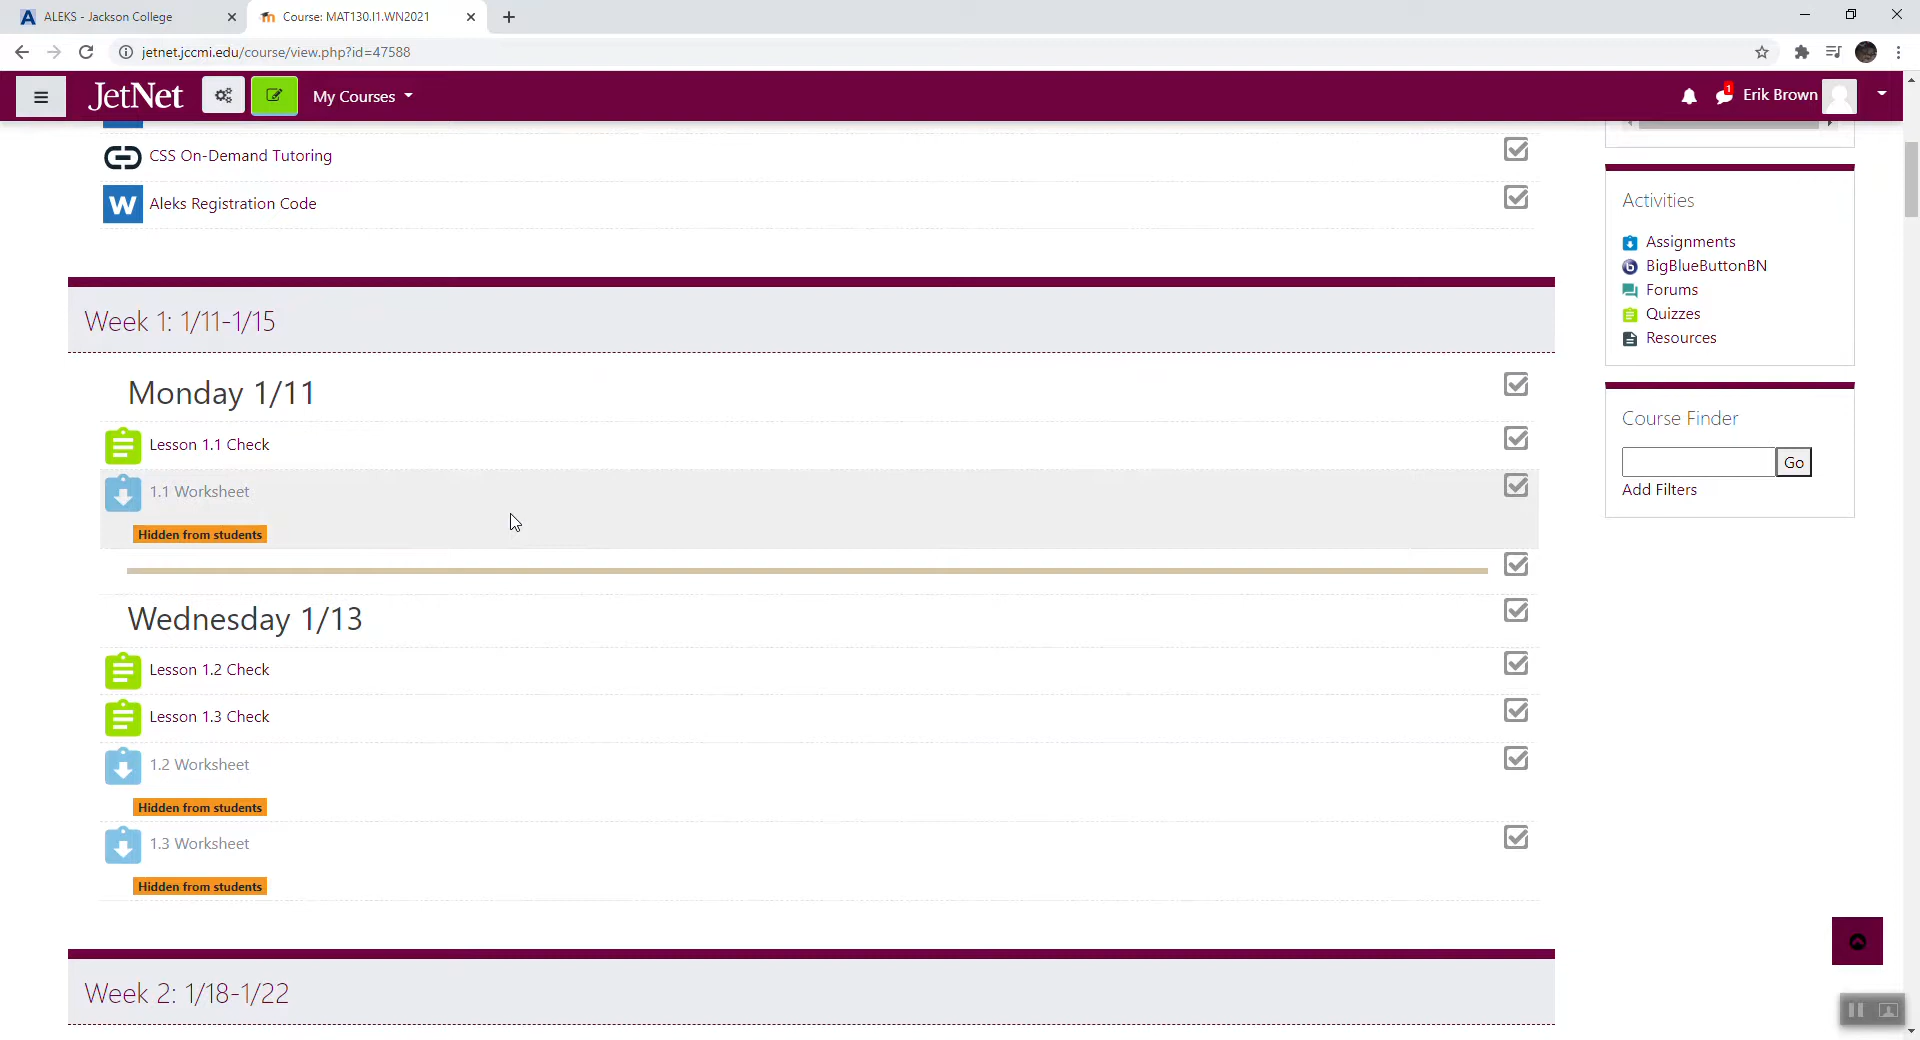 ALEKS - Jackson College
Course: MAT130.I1.WN2021
jetnet.jccmi.edu/course/view.php?id=47588
JetNet
My Courses
1
Erik Brown
CSS On-Demand Tutoring
W
Aleks Registration Code
Week 1: 1/11-1/15
Monday 1/11
Lesson 1.1 Check
1.1 Worksheet
Hidden from students
Wednesday 1/13
Lesson 1.2 Check
Lesson 1.3 Check
1.2 Worksheet
Hidden from students
1.3 Worksheet
Hidden from students
Week 2: 1/18-1/22
Activities
Assignments
BigBlueButtonBN
Forums
Quizzes
Resources
Course Finder
Go
Add Filters